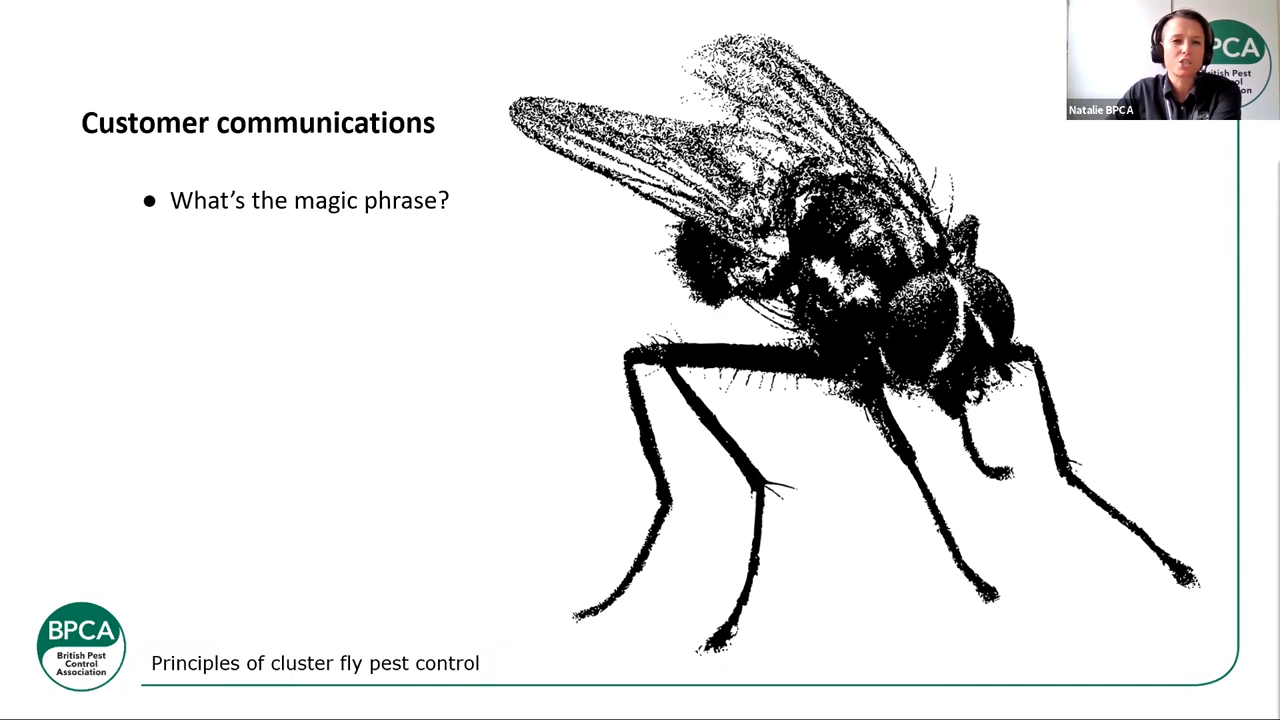 Customer communications
● What's the magic phrase?
Natalie BPCA
BPCA
British Pest
Control
Association
Principles of cluster fly pest control